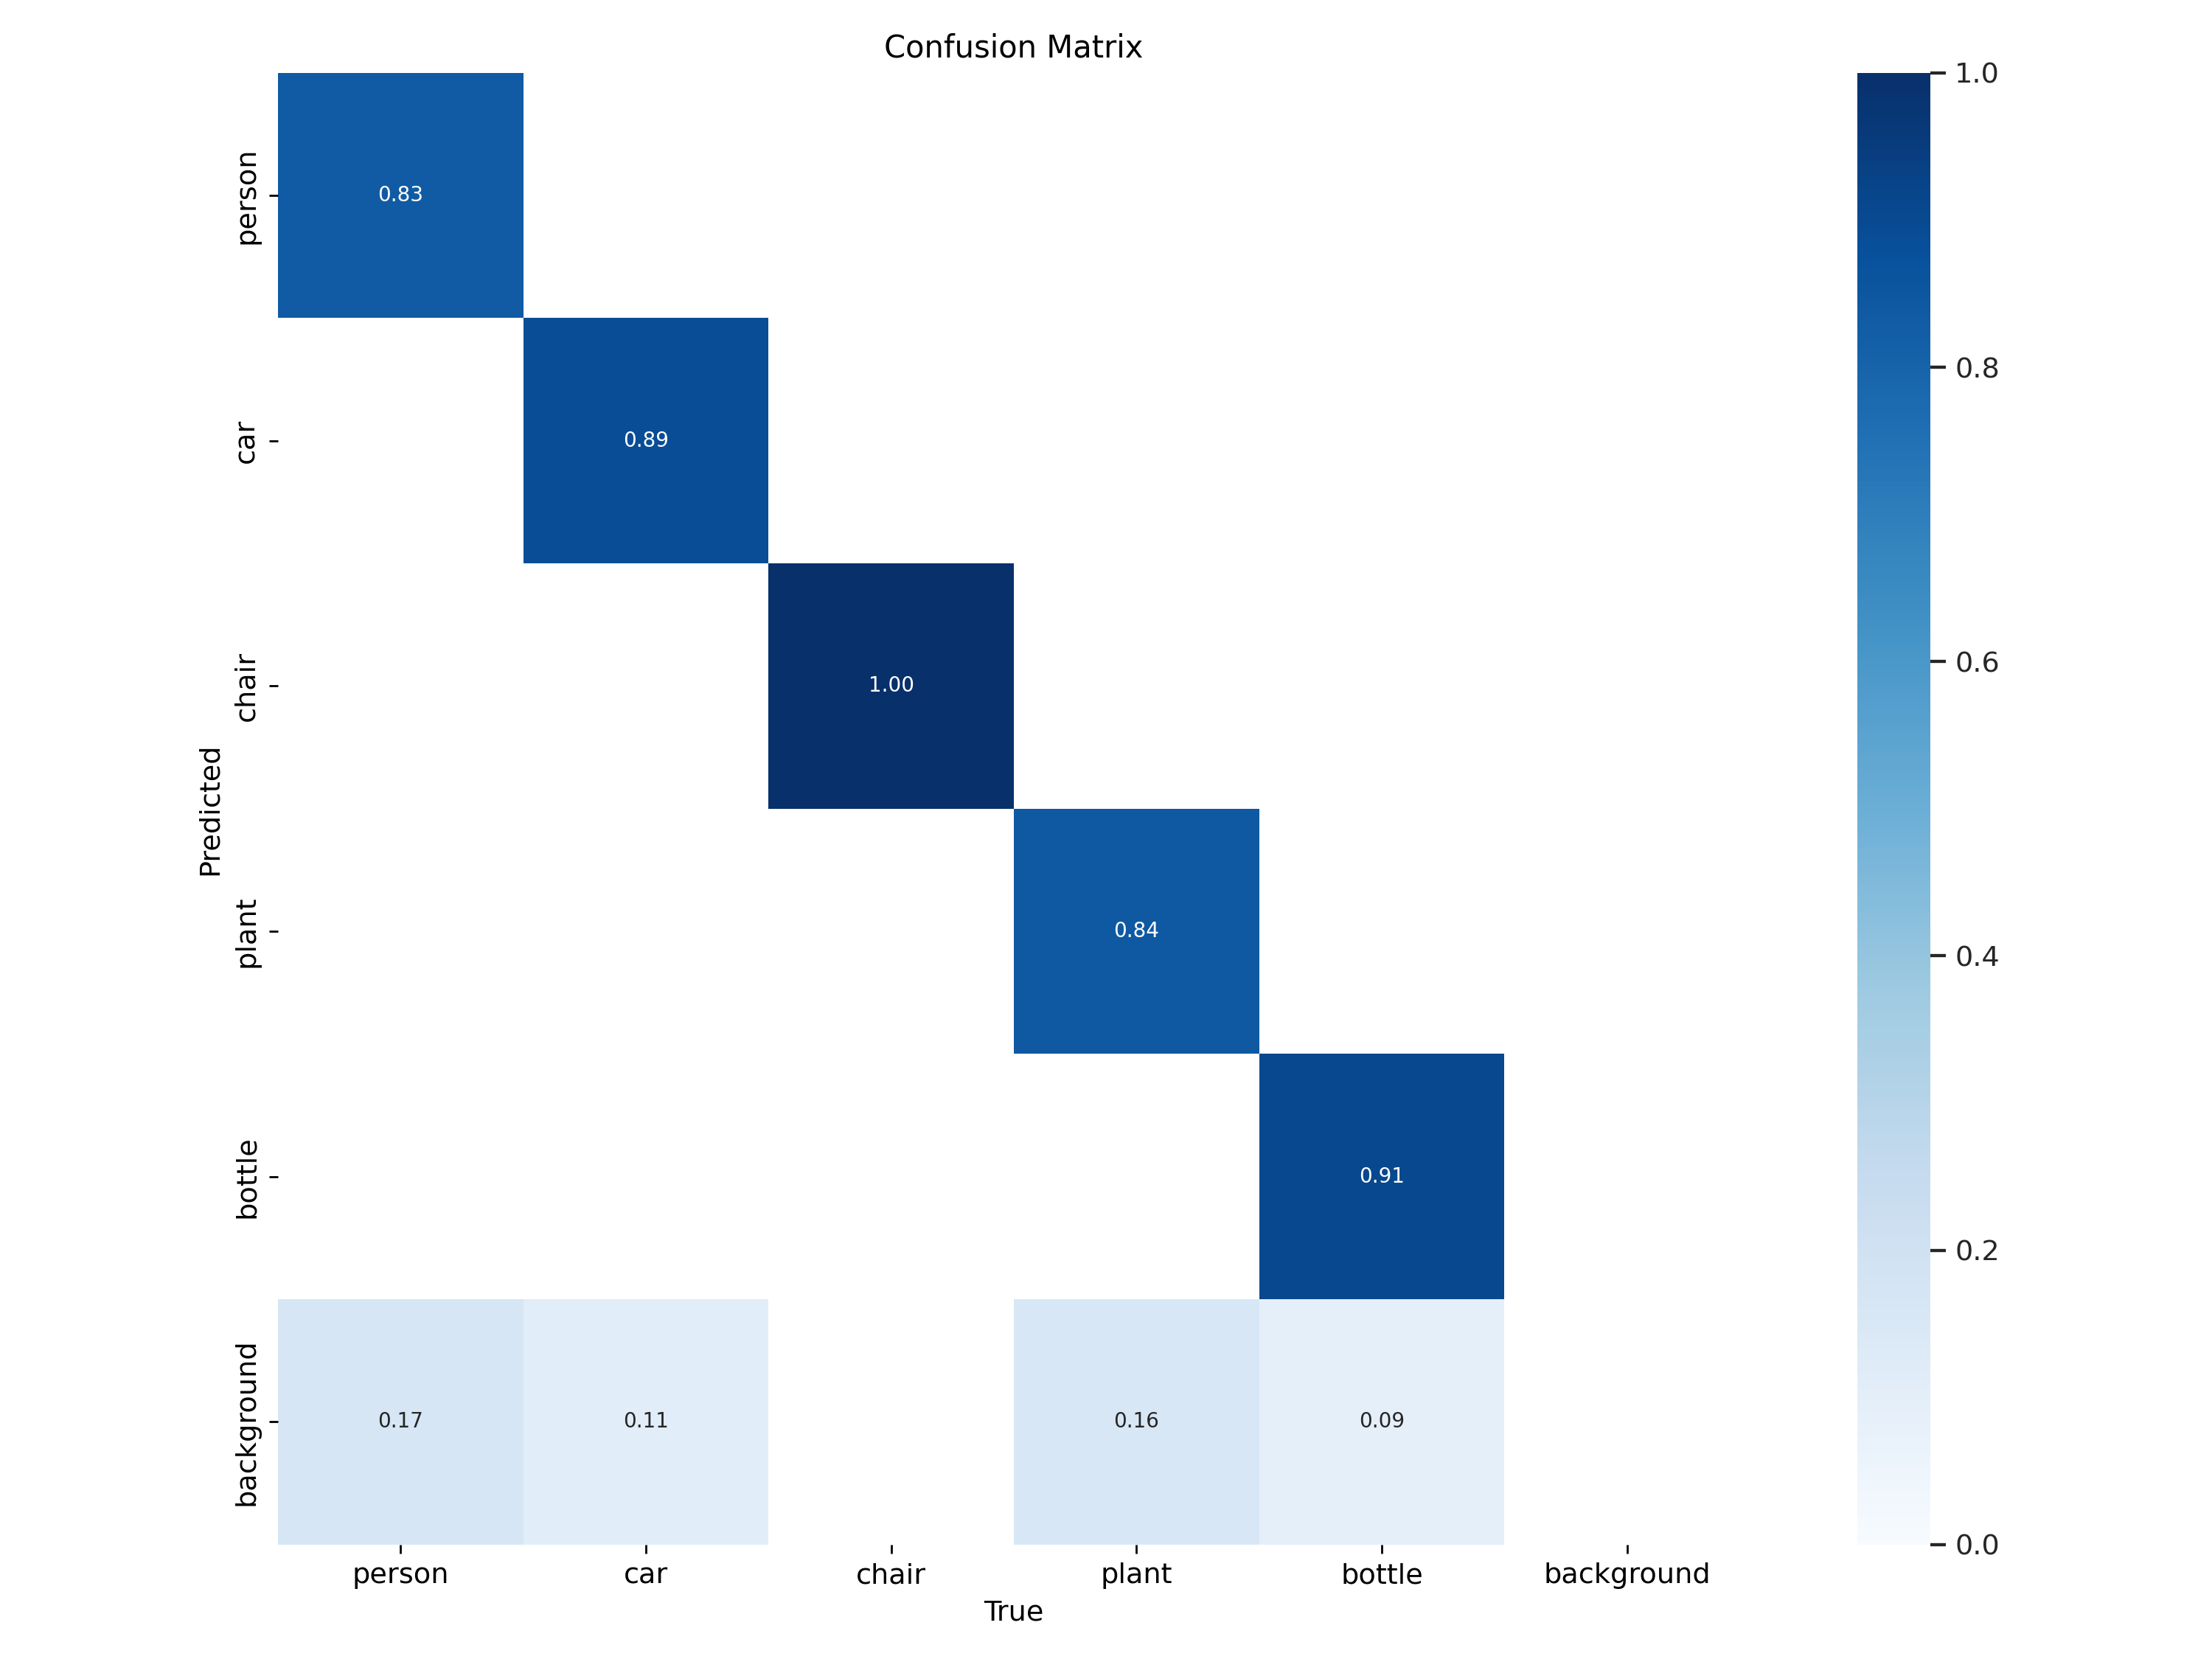 Confusion Matrix
person
car
chair
plant
bottle
background
Predicted
0.83
0.89
1.00
0.84
0.91
0.17
0.11
0.16
0.09
person
car
chair
plant
bottle
background
True
1.0
0.8
0.6
0.4
0.2
0.0